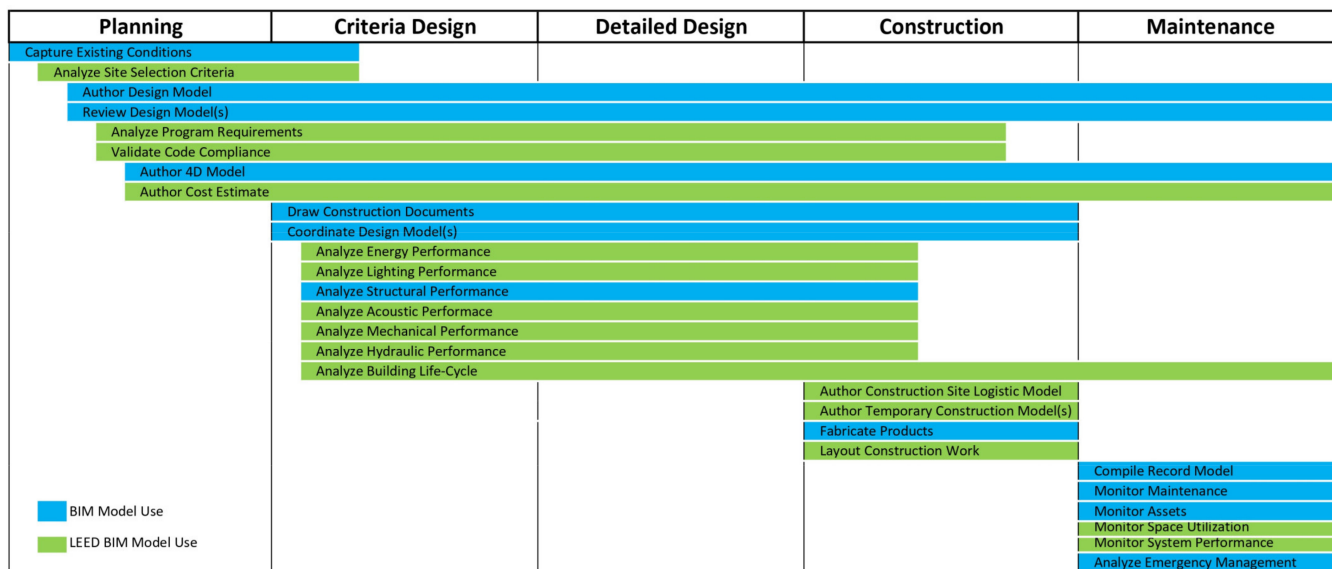 Planning Criteria Design Detailed Design Construction Maintenance
Capture Existing Conditions
Analyze Site Selection Criteria
Author Design Model
Review Design Model(s)
Analyze Program Requirements
Validate Code Compliance
Author 4D Model
Author Cost Estimate
Draw Construction Documents
Coordinate Design Model(s)
Analyze Energy Performance
Analyze Lighting Performance
Analyze Structural Performance
Analyze Acoustic Performace
Analyze Mechanical Performance
Analyze Hydraulic Performance
Analyze Building Life-Cycle
Author Construction Site Logistic Model
Author Temporary Construction Model(s)
Fabricate Products
Layout Construction Work
Compile Record Model
Monitor Maintenance
Monitor Assets
Monitor Space Utilization
Monitor System Performance
Analyze Emergency Management
BIM Model Use
LEED BIM Model Use